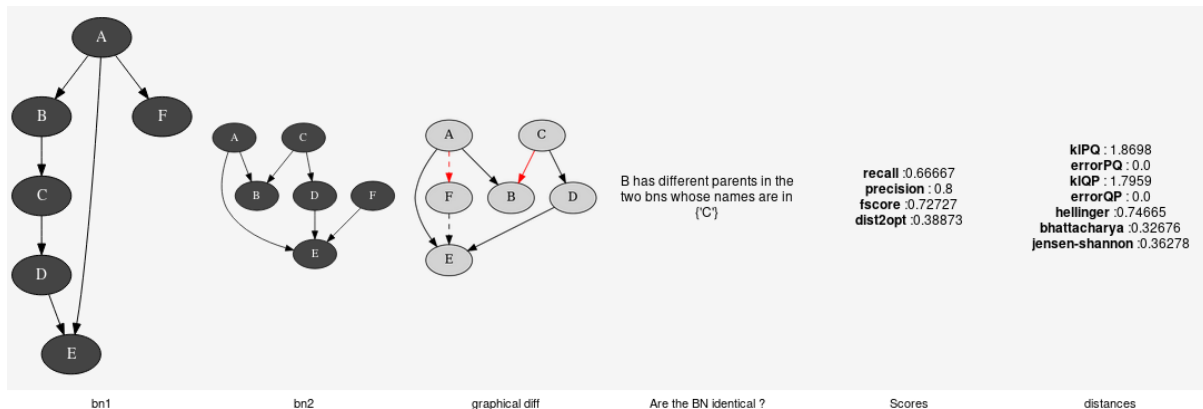 A
B
F
C
D
E
A
C
B
D
F
E
A
C
F
B
D
E
B has different parents in the
two bns whose names are in
{'C'}
recall :0.66667
precision : 0.8
fscore : 0.72727
dist2opt :0.38873
klPQ : 1.8698
errorPQ : 0.0
klQP : 1.7959
errorQP : 0.0
hellinger :0.74665
bhattacharya :0.32676
jensen-shannon :0.36278
bn1
bn2
graphical diff
Are the BN identical ?
Scores
distances